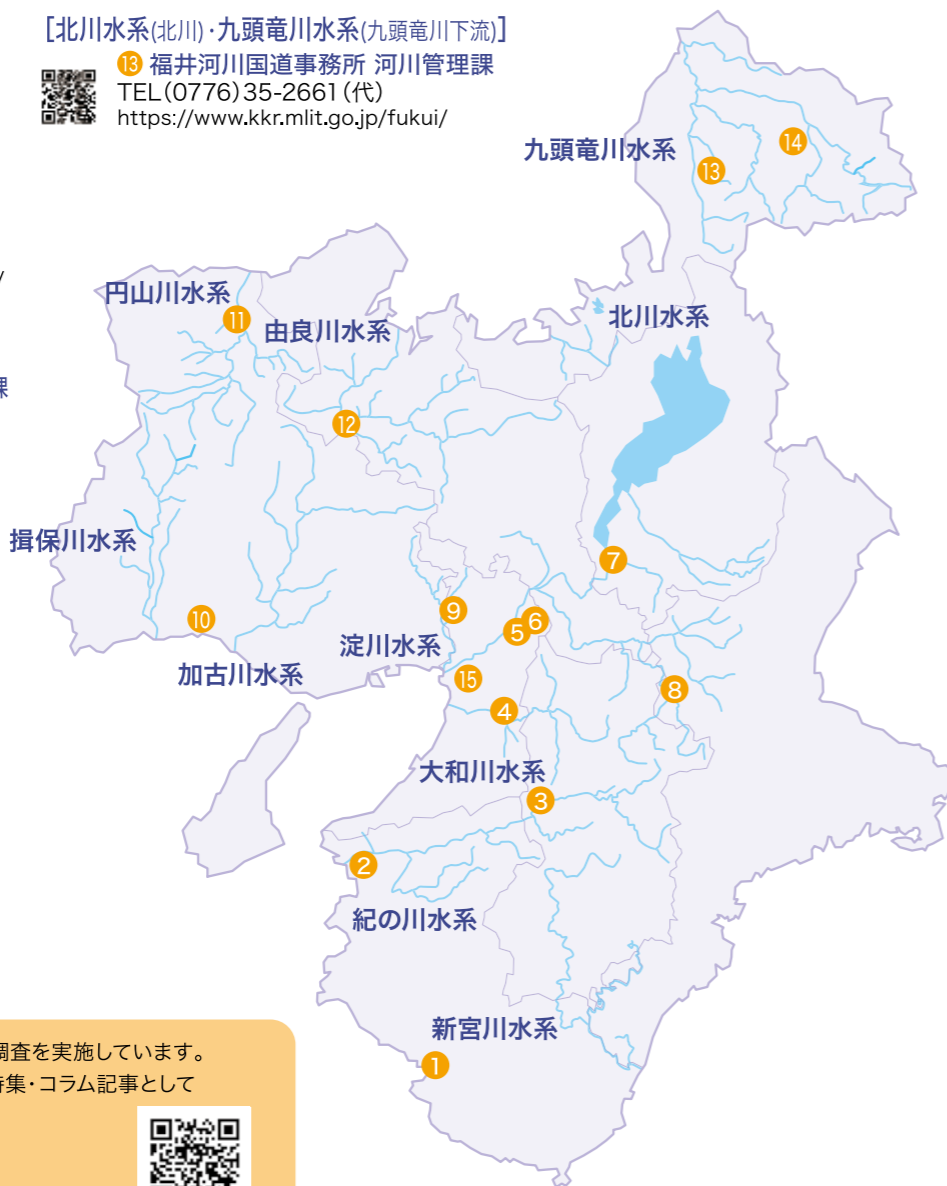 [北川水系(北川)・九頭竜川水系(九頭竜川下流)]
⑬ 福井河川国道事務所 河川管理課
TEL(0776)35-2661(代)
https://www.kkr.mlit.go.jp/fukui/
九頭竜川水系
⑭
⑬
/
円山川水系
⑪
由良川水系
北川水系
課
⑫
揖保川水系
⑦
⑨
⑥
⑤
⑩
淀川水系
加古川水系
⑮
⑧
④
大和川水系
③
②
紀の川水系
新宮川水系
①
調査を実施しています。
特集・コラム記事として